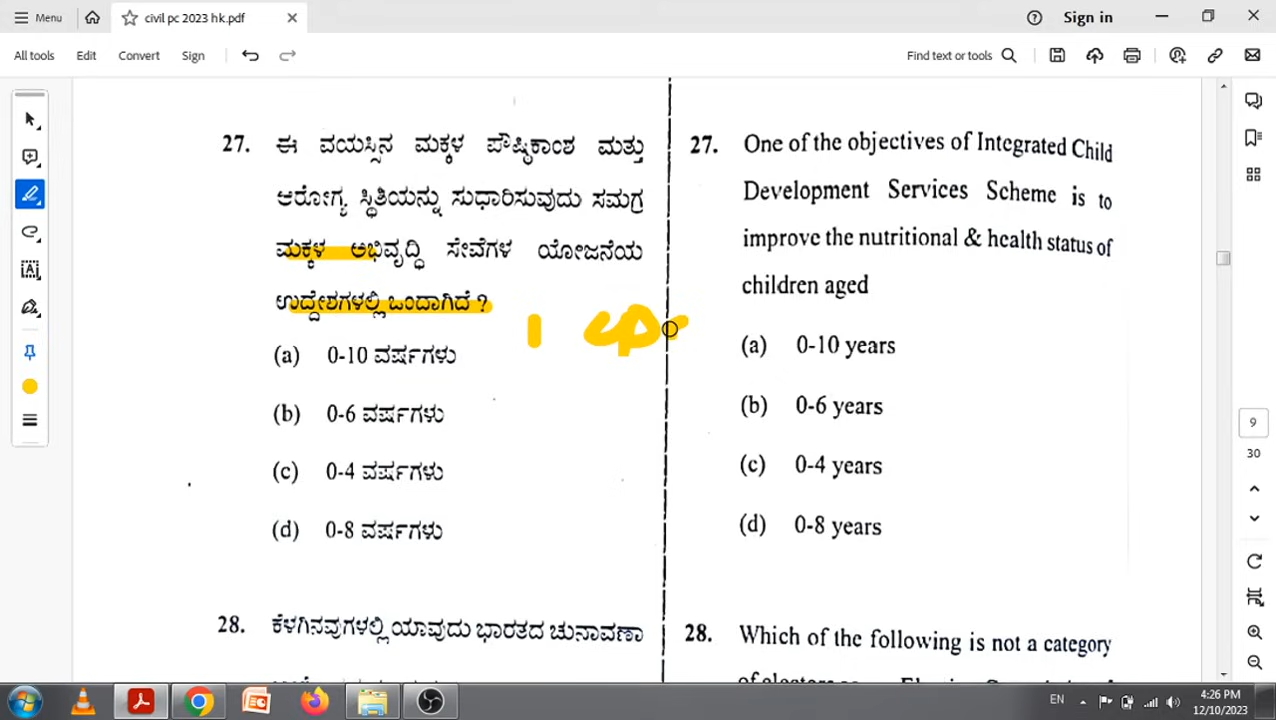 Menu
civil pc 2023 hk.pdf
Sign in
All tools
Edit
Convert
Sign
Find text or tools
27. ಈ ವಯಸ್ಸಿನ ಮಕ್ಕಳ ಪೌಷ್ಠಿಕಾಂಶ ಮತ್ತು
ಆರೋಗ್ಯ ಸ್ಥಿತಿಯನ್ನು ಸುಧಾರಿಸುವುದು ಸಮಗ್ರ
ಮಕ್ಕಳ ಅಭಿವೃದ್ಧಿ ಸೇವೆಗಳ ಯೋಜನೆಯ
ಉದ್ದೇಶಗಳಲ್ಲಿ ಒಂದಾಗಿದೆ ?
(a) 0-10 ವರ್ಷಗಳು
(b) 0-6 ವರ್ಷಗಳು
(c) 0-4 ವರ್ಷಗಳು
(d) 0-8 ವರ್ಷಗಳು
28. ಕೆಳಗಿನವುಗಳಲ್ಲಿ ಯಾವುದು ಭಾರತದ ಚುನಾವಣಾ
27. One of the objectives of Integrated Child
Development Services Scheme is to
improve the nutritional & health status of
children aged
(a) 0-10 years
(b) 0-6 years
(c) 0-4 years
(d) 0-8 years
28. Which of the following is not a category
9
30
EN
4:26 PM
12/10/2023